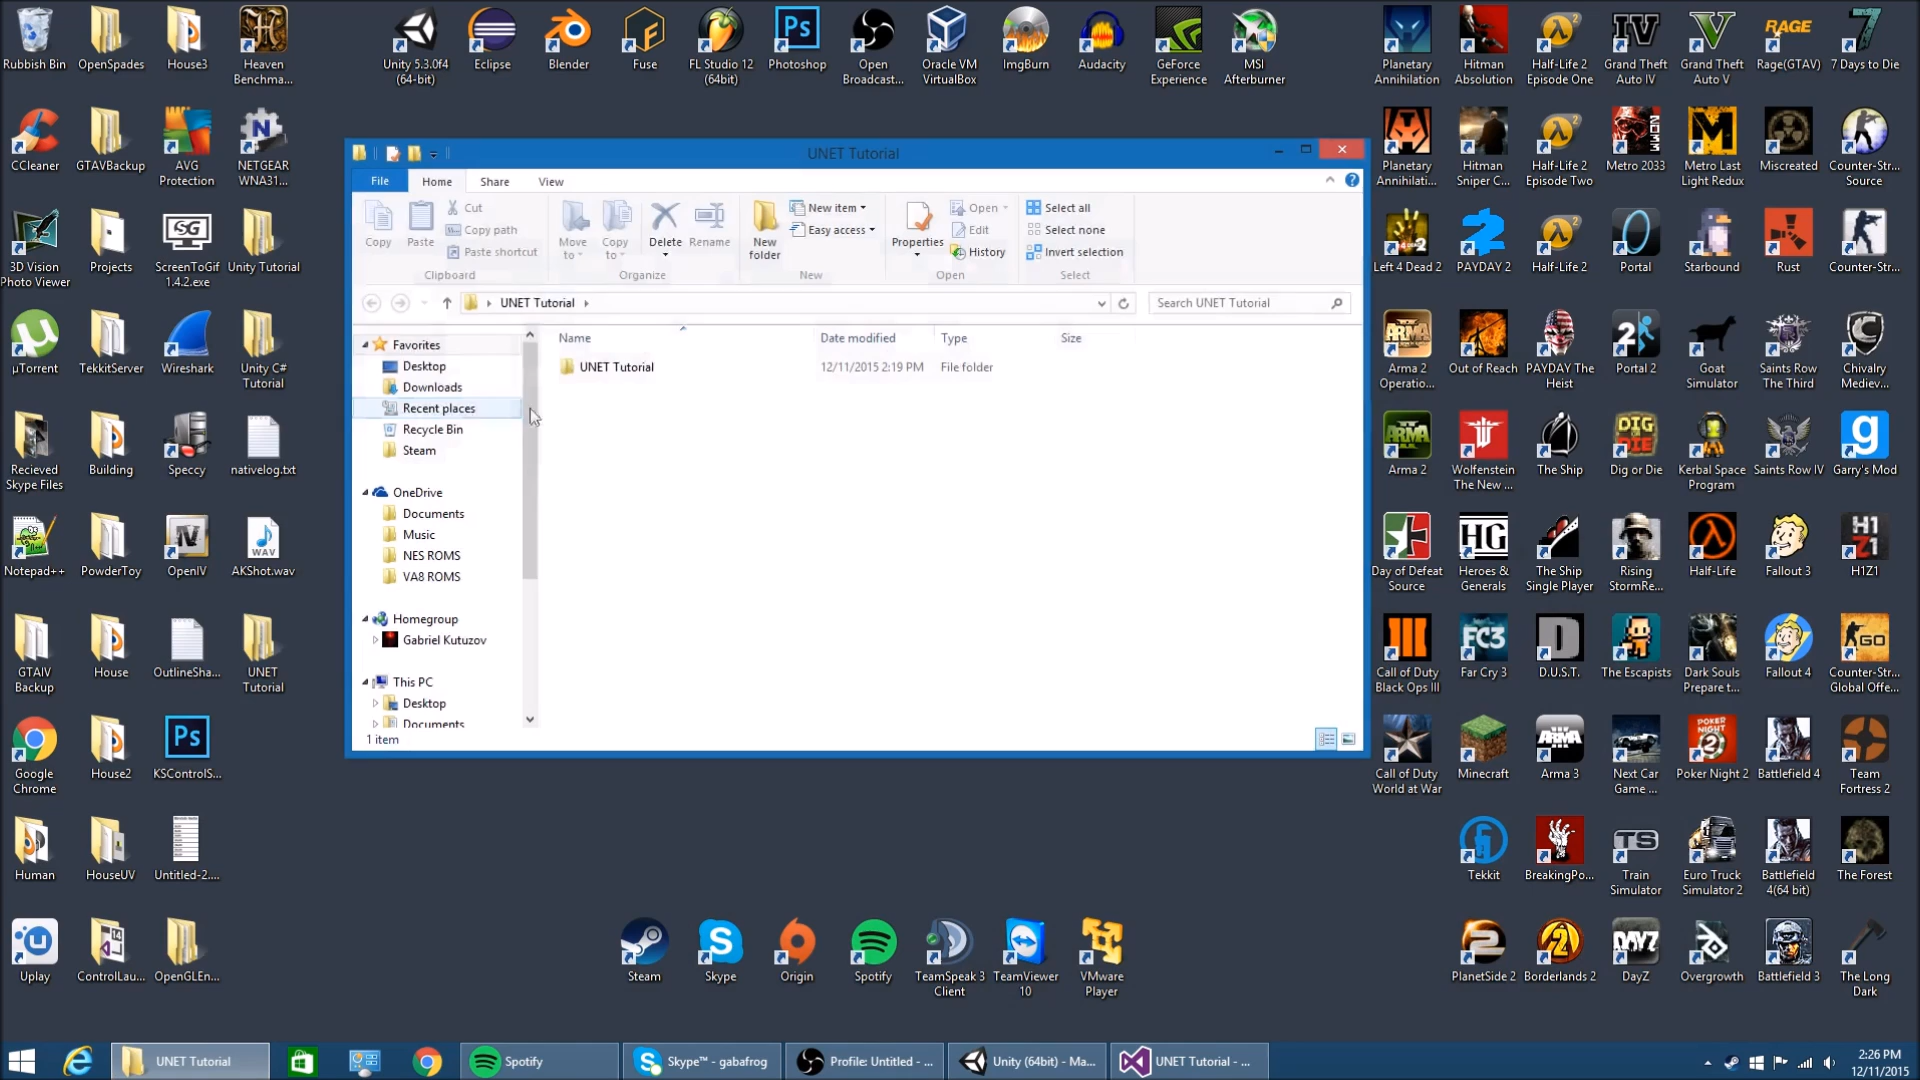 Rubbish Bin
OpenSpades
House3
Heaven
Benchma...
Unity 5.3.0f4
(64-bit)
Eclipse
Blender
Fuse
FL Studio 12
(64bit)
Photoshop
Open
Broadcast...
Oracle VM
VirtualBox
ImgBurn
Audacity
GeForce
Experience
MSI
Afterburner
Planetary
Annihilation
Hitman
Absolution
Half-Life 2
Episode One
Grand Theft
Auto IV
Grand Theft
Auto V
RAGE
Rage(GTAV)
7 Days to Die
CCleaner
GTAVBackup
AVG
Protection
NETGEAR
WNA31...
Planetary
Annihilati...
Hitman
Sniper C...
Half-Life 2
Episode Two
Metro 2033
Metro Last
Light Redux
Miscreated
Counter-Str...
Source
3D Vision
Photo Viewer
Projects
ScreenToGif
1.4.2.exe
Unity Tutorial
Left 4 Dead 2
PAYDAY 2
Half-Life 2
Portal
Starbound
Rust
Counter-Str...
µTorrent
TekkitServer
Wireshark
Unity C#
Tutorial
Arma 2
Operatio...
Out of Reach
PAYDAY The
Heist
Portal 2
Goat
Simulator
Saints Row
The Third
Chivalry
Mediev...
Recieved
Skype Files
Building
Speccy
nativelog.txt
Arma 2
Wolfenstein
The New ...
The Ship
DIG
DIE
Dig or Die
Kerbal Space
Program
Saints Row IV
Garry's Mod
Notepad++
PowderToy
OpenIV
WAV
AKShot.wav
Day of Defeat
Source
HG
Heroes &
Generals
The Ship
Single Player
Rising
StormRe...
Half-Life
Fallout 3
H1Z1
H1Z1
GTAIV
Backup
House
OutlineSha...
UNET
Tutorial
Call of Duty
Black Ops III
FC3
Far Cry 3
D.U.S.T.
The Escapists
Dark Souls
Prepare t...
Fallout 4
GO
Counter-Str...
Global Offe...
Google
Chrome
House2
Ps
KSControlS...
Call of Duty
World at War
Minecraft
ARMA
Arma 3
Next Car
Game ...
POKER
NIGHT
2
Poker Night 2
Battlefield 4
Team
Fortress 2
Human
HouseUV
Untitled-2....
Tekkit
BreakingPo...
TS
Train
Simulator
Euro Truck
Simulator 2
Battlefield
4(64 bit)
The Forest
Uplay
ControlLau...
OpenGLEn...
Steam
Skype
Origin
Spotify
TeamSpeak 3
Client
TeamViewer
10
VMware
Player
PlanetSide 2
Borderlands 2
DAYZ
DayZ
Overgrowth
Battlefield 3
The Long
Dark
UNET Tutorial
File
Home
Share
View
Copy
Paste
Cut
Copy path
Paste shortcut
Clipboard
Move
to
Copy
to
Delete
Rename
Organize
New
folder
New item
Easy access
New
Properties
Open
Edit
History
Open
Select all
Select none
Invert selection
Select
UNET Tutorial
Search UNET Tutorial
Name
Date modified
Type
Size
UNET Tutorial
12/11/2015 2:19 PM
File folder
Favorites
Desktop
Downloads
Recent places
Recycle Bin
Steam
OneDrive
Documents
Music
NES ROMS
VA8 ROMS
Homegroup
Gabriel Kutuzov
This PC
Desktop
Documents
1 item
UNET Tutorial
Spotify
Skype™ - gabafrog
Profile: Untitled - ...
Unity (64bit) - Ma...
UNET Tutorial - ...
2:26 PM
12/11/2015